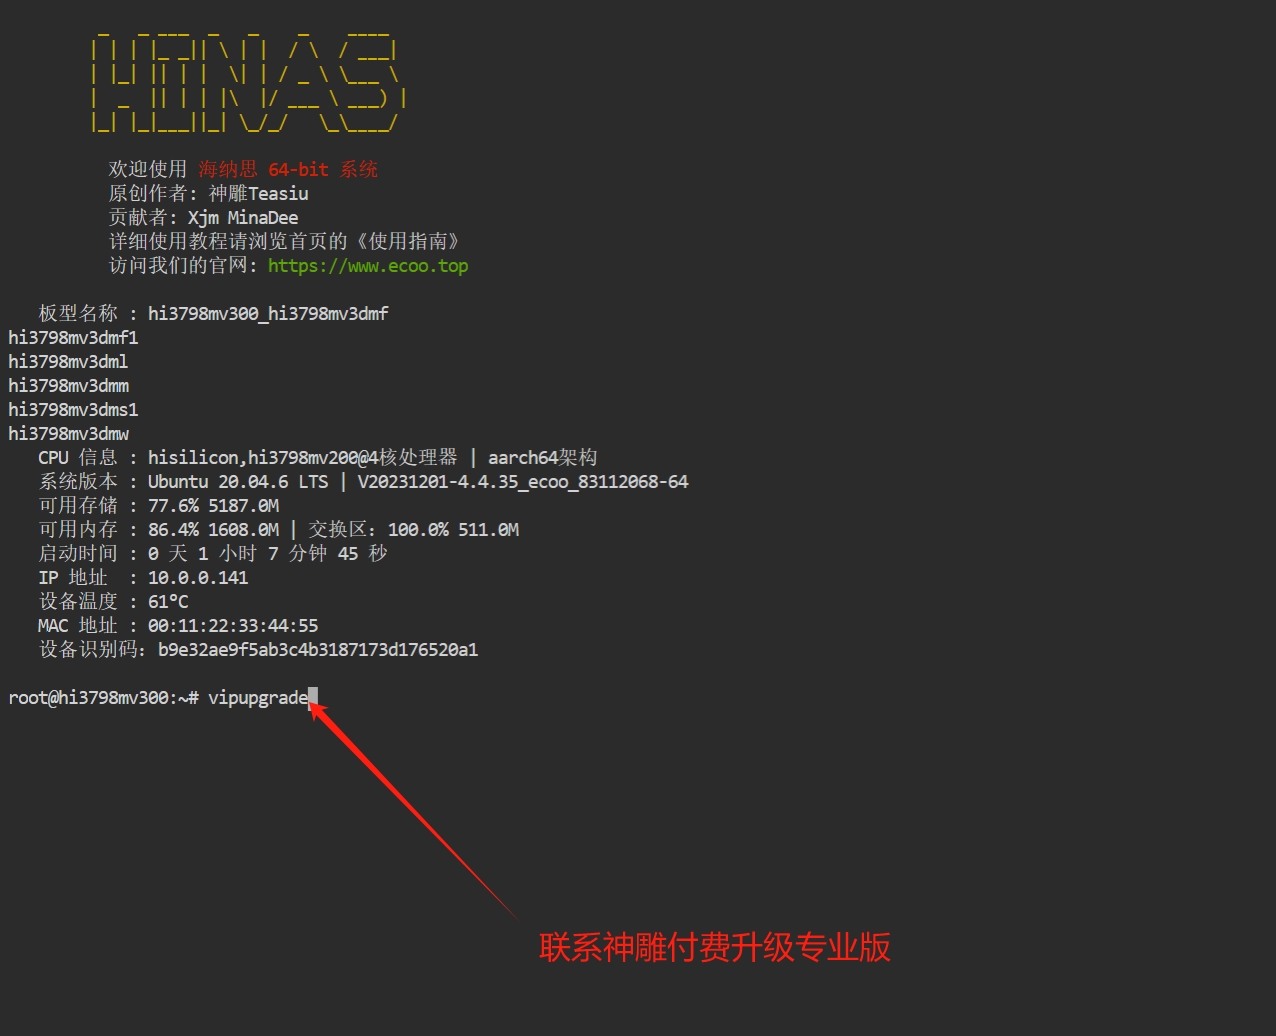 HINAS
欢迎使用 海纳思 64-bit 系统
原创作者: 神雕Teasiu
贡献者: Xjm MinaDee
详细使用教程请浏览首页的《使用指南》
访问我们的官网: https://www.ecoo.top
板型名称 : hi3798mv300_hi3798mv3dmf
hi3798mv3dmf1
hi3798mv3dml
hi3798mv3dmm
hi3798mv3dms1
hi3798mv3dmw
CPU 信息 : hisilicon,hi3798mv200@4核处理器 | aarch64架构
系统版本 : Ubuntu 20.04.6 LTS | V20231201-4.4.35_ecoo_83112068-64
可用存储 : 77.6% 5187.0M
可用内存 : 86.4% 1608.0M | 交换区: 100.0% 511.0M
启动时间 : 0 天 1 小时 7 分钟 45 秒
IP 地址 : 10.0.0.141
设备温度 : 61°C
MAC 地址 : 00:11:22:33:44:55
设备识别码: b9e32ae9f5ab3c4b3187173d176520a1
root@hi3798mv300:~# vipupgrade
联系神雕付费升级专业版